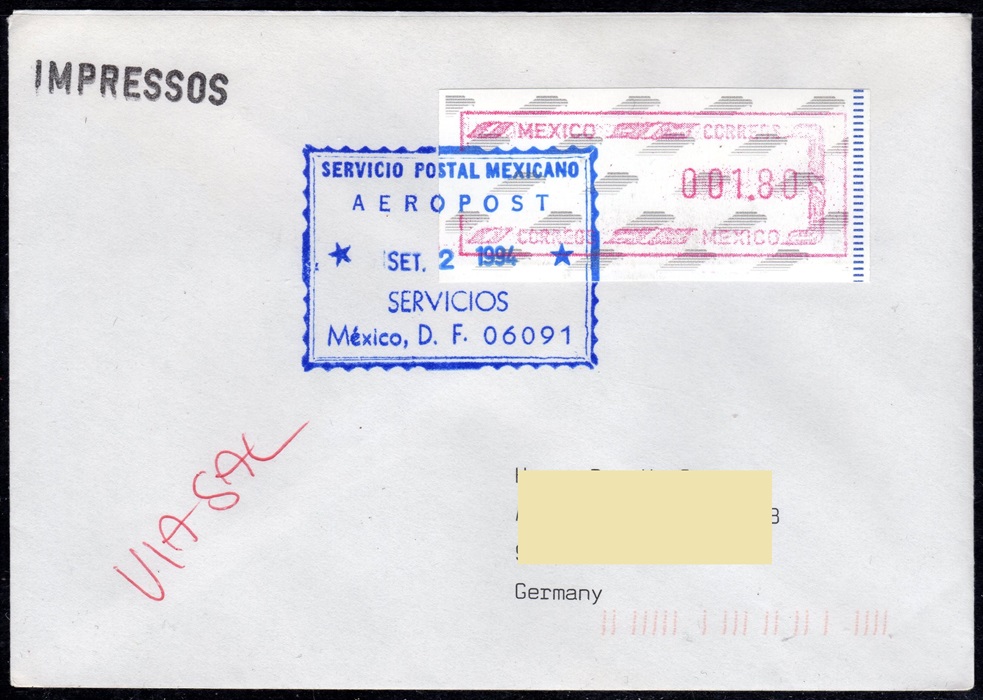 IMPRESSOS
MEXICO CORREOS
001.80
CORREOS MEXICO
SERVICIO POSTAL MEXICANO
AEROPOST
SET. 2 1994
SERVICIOS
México, D. F. 06091
VIA-SAL
B
Germany